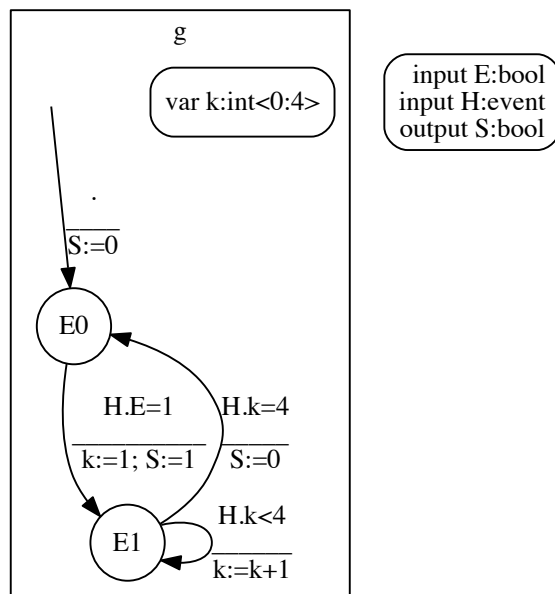 g
var k:int<0:4>
input E:bool
input H:event
output S:bool
.
S:=0
E0
H.E=1
k:=1; S:=1
H.k=4
S:=0
E1
H.k<4
k:=k+1